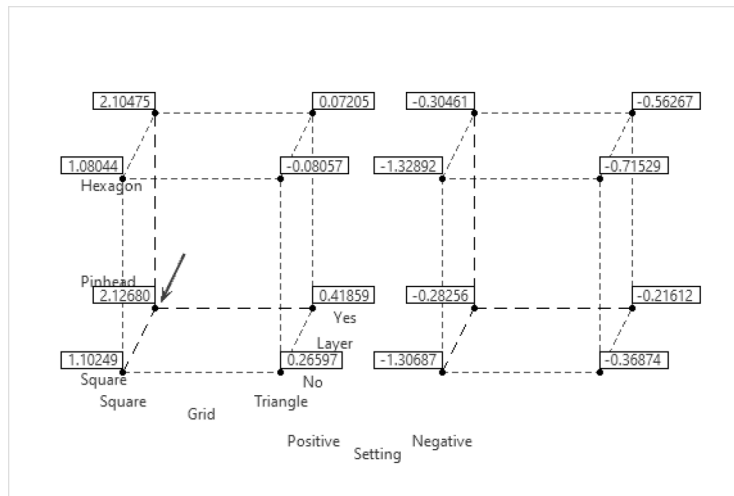 2.10475 0.07205 -0.30461 -0.56267
1.08044 -0.08057 -1.32892 -0.71529
Hexagon
Pinhead
2.12680 0.41859 -0.28256 -0.21612
Yes
Layer
1.10249 0.26597 -1.30687 -0.36874
Square No
Square Triangle
Grid
Positive Negative
Setting